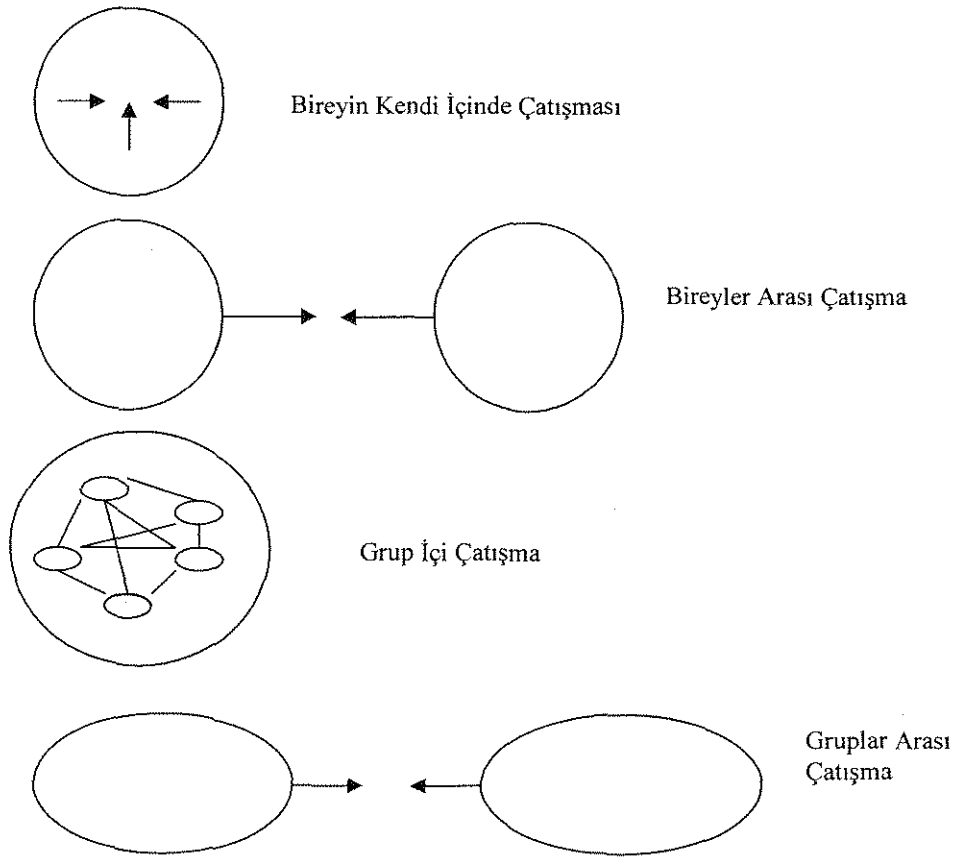 Bireyin Kendi İçinde Çatışması
Bireyler Arası Çatışma
Grup İçi Çatışma
Gruplar Arası
Çatışma